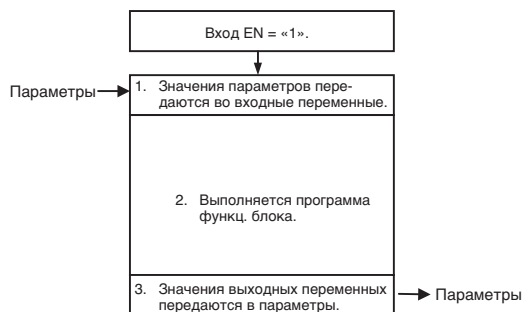 Вход EN = «1».
Параметры
1. Значения параметров пере-
даются во входные переменные.
2. Выполняется программа
функц. блока.
3. Значения выходных переменных
передаются в параметры.
Параметры